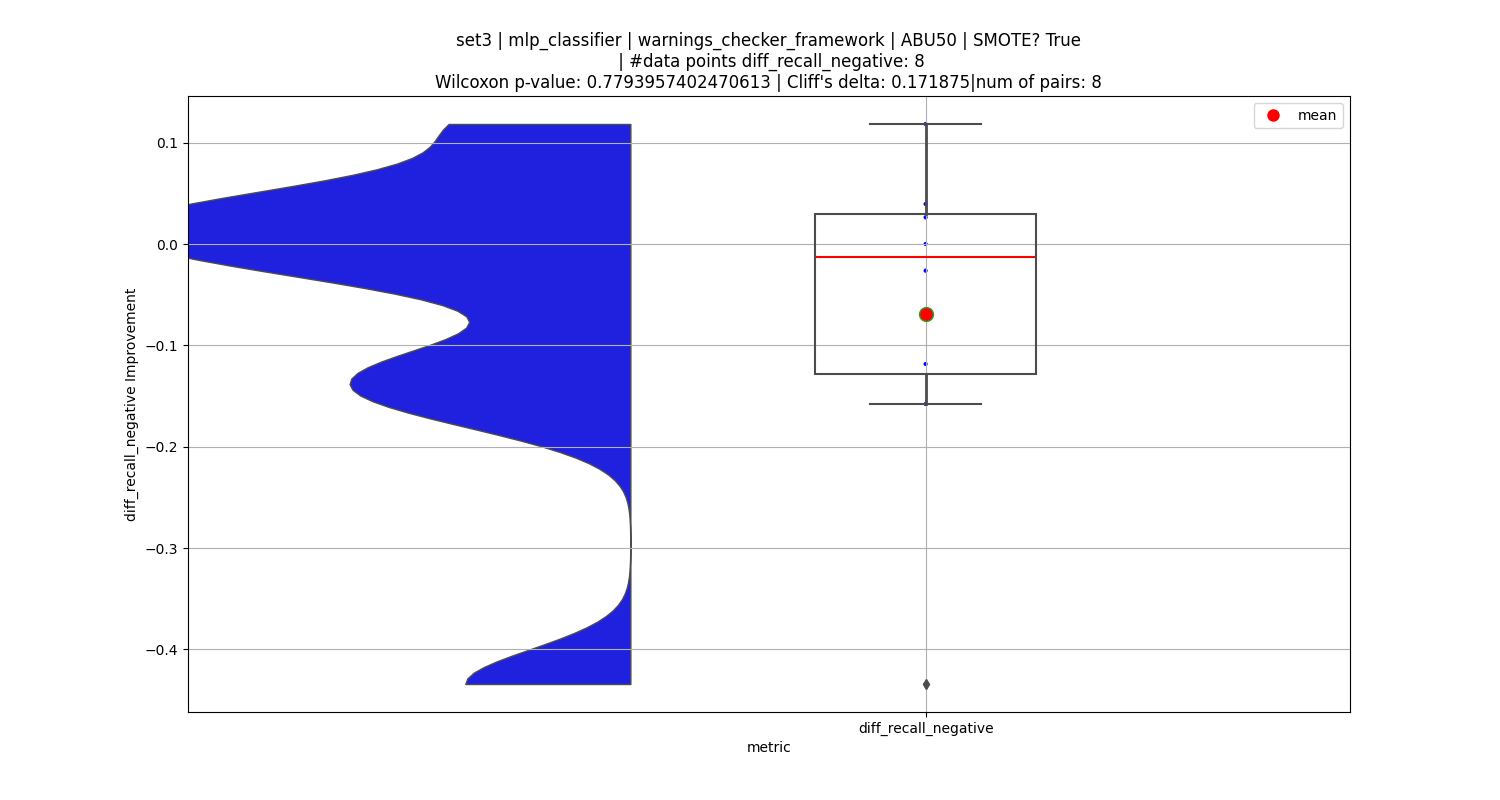 set3 | mlp_classifier | warnings_checker_framework | ABU50 | SMOTE? True
| #data points diff_recall_negative: 8
Wilcoxon p-value: 0.7793957402470613 | Cliff's delta: 0.171875|num of pairs: 8
mean
0.1
0.0
−0.1
−0.2
−0.3
−0.4
diff_recall_negative Improvement
diff_recall_negative
metric